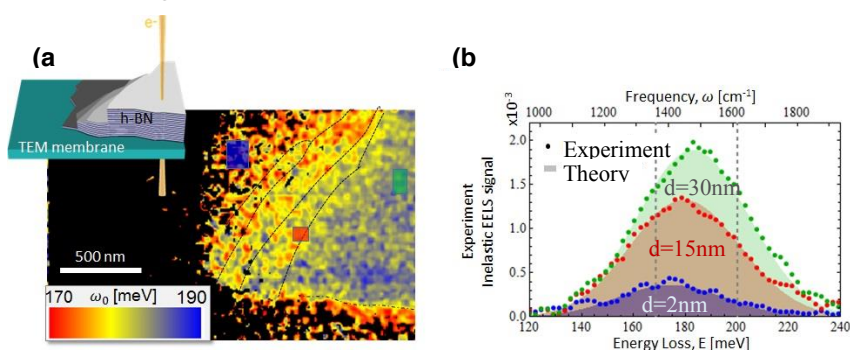 (a
e-
h-BN
TEM membrane
500 nm
170 ω₀ [meV] 190
(b)
Frequency, ω [cm⁻¹]
1000 1200 1400 1600 1800
x10⁻³
2.0
1.5
1.0
0.5
0.0
Experiment
Inelastic EELS signal
• Experiment
Theory
d=30nm
d=15nm
d=2nm
120 140 160 180 200 220 240
Energy Loss, E [meV]